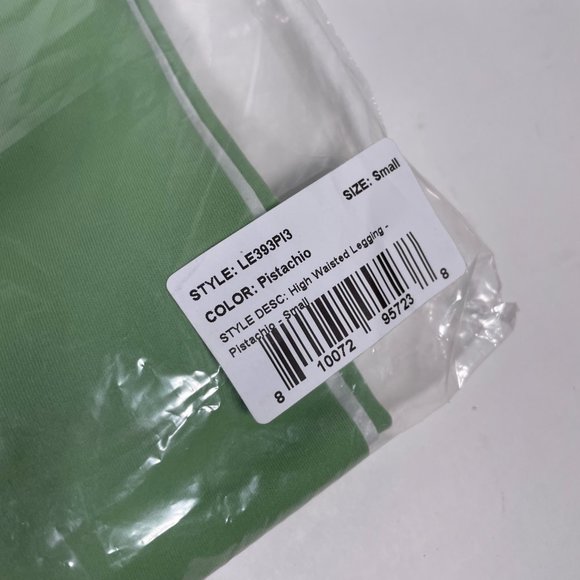 STYLE: LE393PI3
SIZE: Small
COLOR: Pistachio
STYLE DESC: High Waisted Legging -
Pistachio - Small
8 10072 95723 8